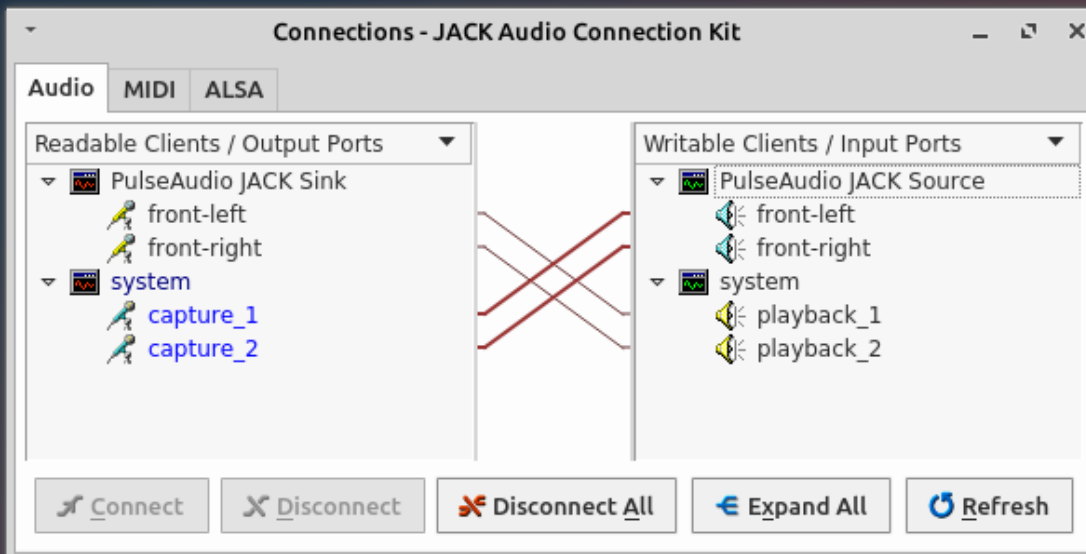 Connections - JACK Audio Connection Kit
Audio MIDI ALSA
Readable Clients / Output Ports
PulseAudio JACK Sink
front-left
front-right
system
capture_1
capture_2
Writable Clients / Input Ports
PulseAudio JACK Source
front-left
front-right
system
playback_1
playback_2
Connect Disconnect Disconnect All Expand All Refresh